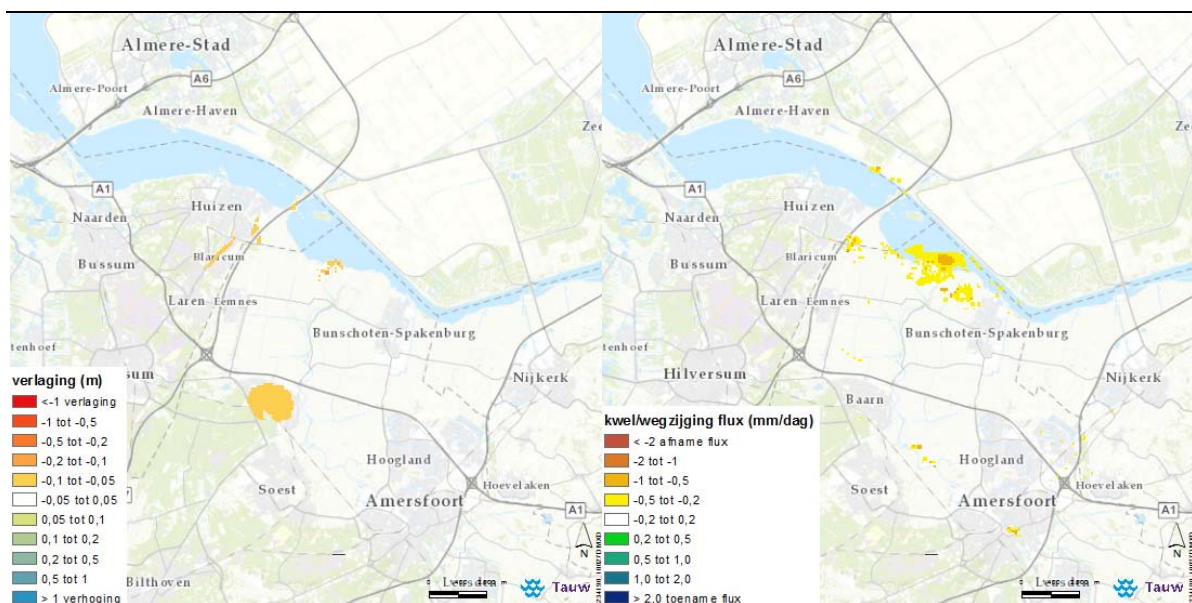 Almere-Stad
A6
Almere-Poort
Almere-Haven
Zee
A1
Huizen
Naarden
Blaricum
Bussum
Laren
Eemnes
Bunschoten-Spakenburg
tenhoef
sum
Nijkerk
Hoogland
Hoevelaken
Soest
Amersfoort
A1
Bilthoven
N
verlaging (m)
<-1 verlaging
-1 tot -0,5
-0,5 tot -0,2
-0,2 tot -0,1
-0,1 tot -0,05
-0,05 tot 0,05
0,05 tot 0,1
0,1 tot 0,2
0,2 tot 0,5
0,5 tot 1
> 1 verhoging
Tauw
Almere-Stad
A6
Almere-Poort
Almere-Haven
Zee
A1
Huizen
Naarden
Blaricum
Bussum
Laren
Eemnes
Bunschoten-Spakenburg
tenhoef
Hilversum
Nijkerk
Baarn
Hoogland
Hoevelaken
Soest
Amersfoort
A1
N
kwel/wegzijging flux (mm/dag)
< -2 afname flux
-2 tot -1
-1 tot -0,5
-0,5 tot -0,2
-0,2 tot 0,2
0,2 tot 0,5
0,5 tot 1,0
1,0 tot 2,0
> 2,0 toename flux
Tauw